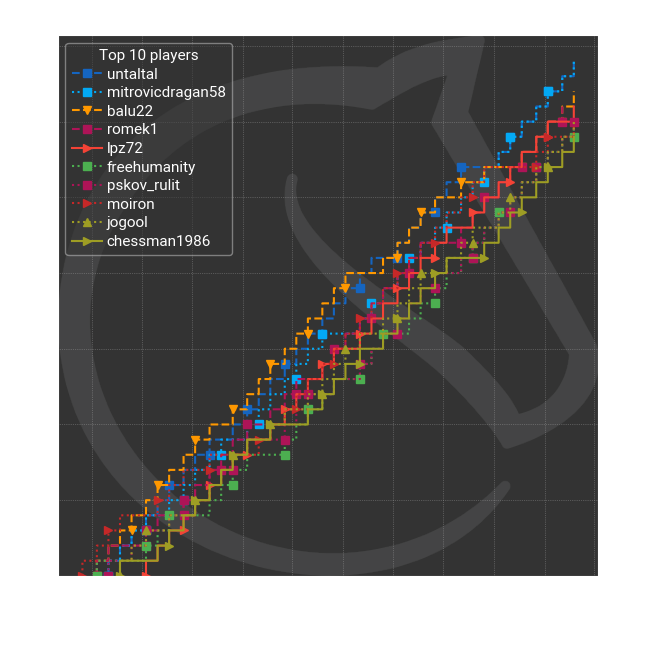 Top 10 players
untaltal
mitrovicdragan58
balu22
romek1
lpz72
freehumanity
pskov_rulit
moiron
jogool
chessman1986